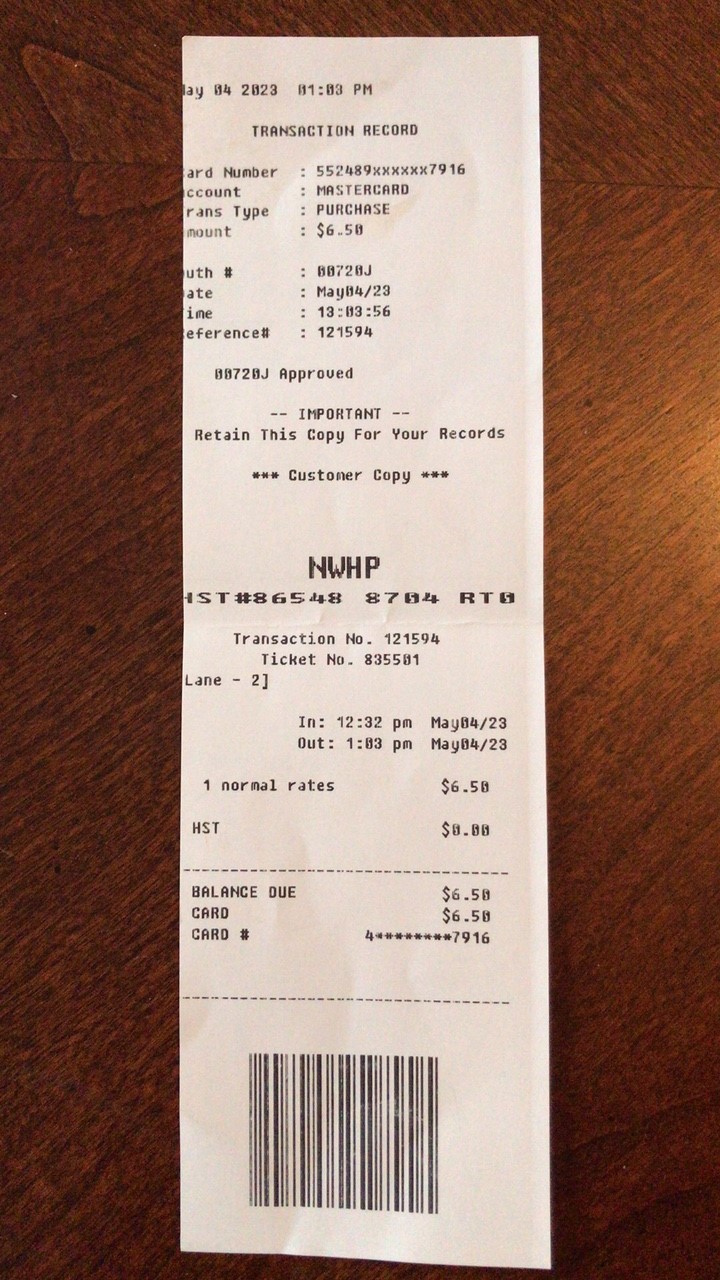 ay 04 2023 01:03 PM
TRANSACTION RECORD
ard Number : 552489xxxxxx7916
ccount : MASTERCARD
rans Type : PURCHASE
mount : $6.50
uth # : 00720J
ate : May04/23
ime : 13:03:56
eference# : 121594
00720J Approved
-- IMPORTANT --
Retain This Copy For Your Records
*** Customer Copy ***
NWHP
HST#86548 8704 RT0
Transaction No. 121594
Ticket No. 835501
Lane - 2]
In: 12:32 pm May04/23
Out: 1:03 pm May04/23
1 normal rates $6.50
HST $0.00
BALANCE DUE $6.50
CARD $6.50
CARD # 4********7916